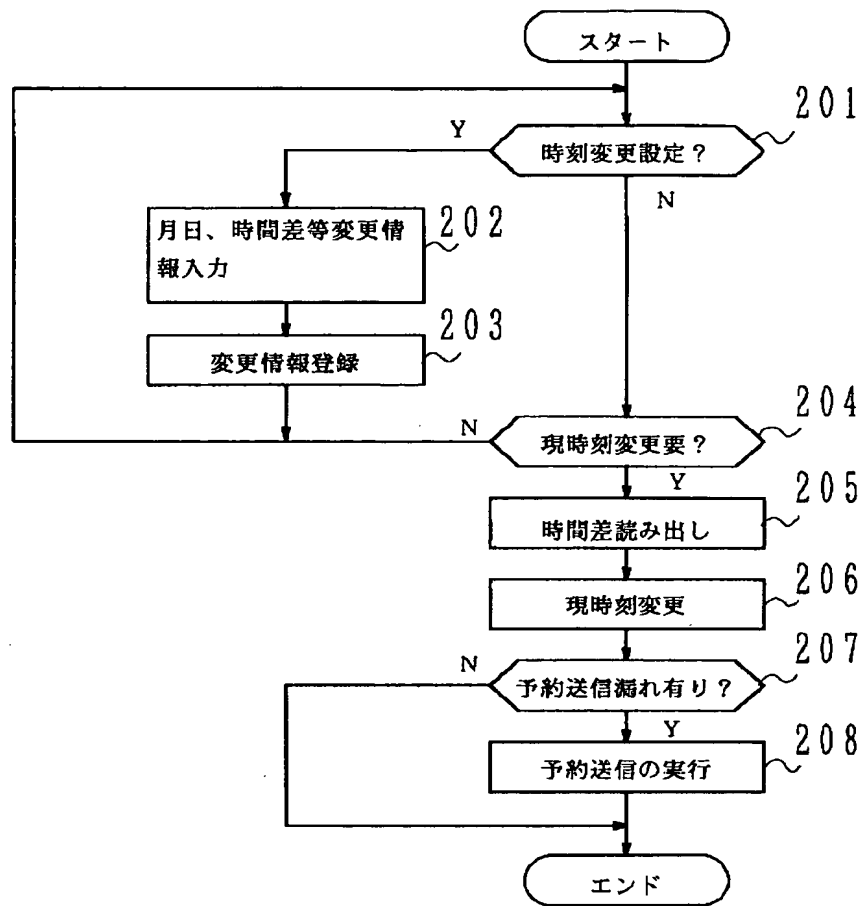 スタート
201
Y
時刻変更設定?
N
月日、時間差等変更情
報入力
202
変更情報登録
203
N
現時刻変更要?
204
Y
時間差読み出し
205
現時刻変更
206
N
予約送信漏れ有り?
207
Y
予約送信の実行
208
エンド